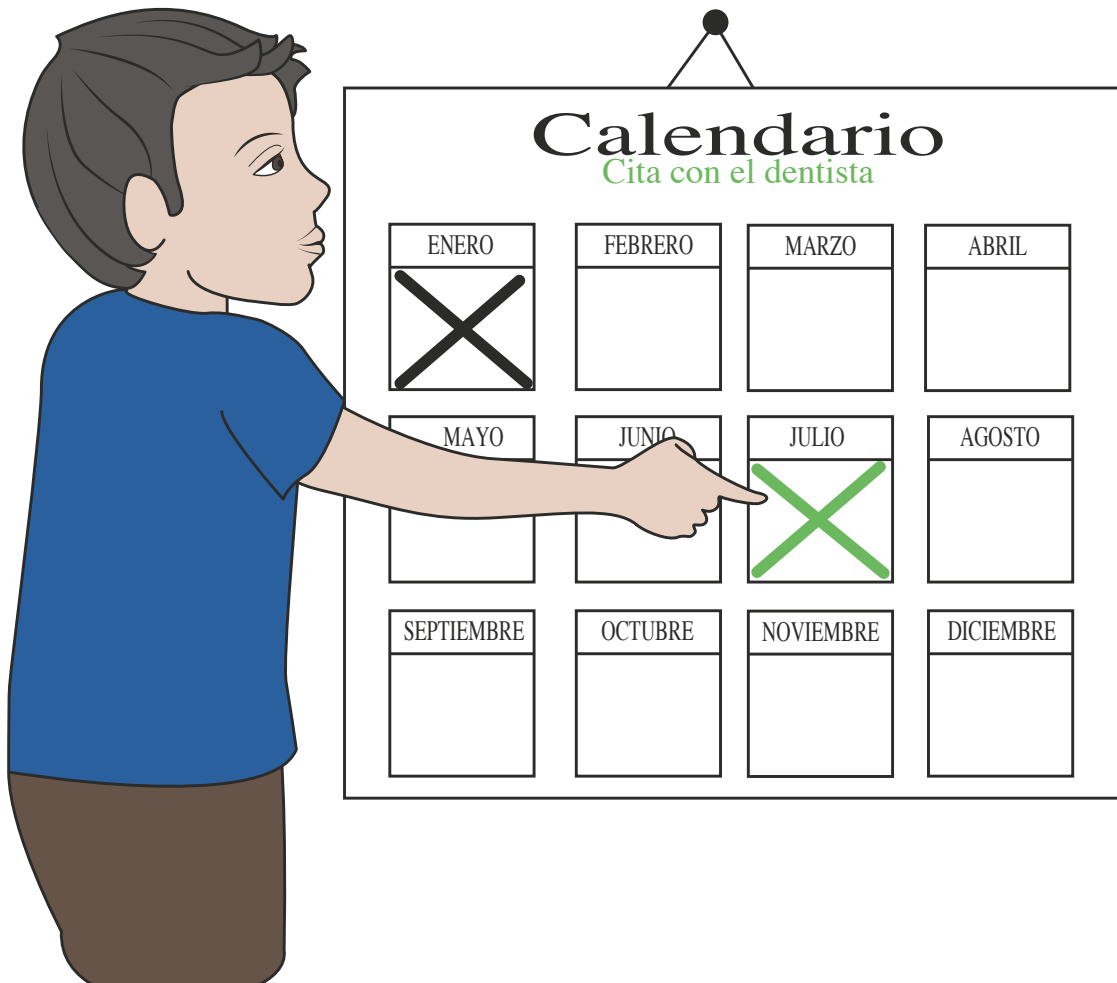 Calendario
Cita con el dentista
ENERO FEBRERO MARZO ABRIL
MAYO JUNIO JULIO AGOSTO
SEPTIEMBRE OCTUBRE NOVIEMBRE DICIEMBRE